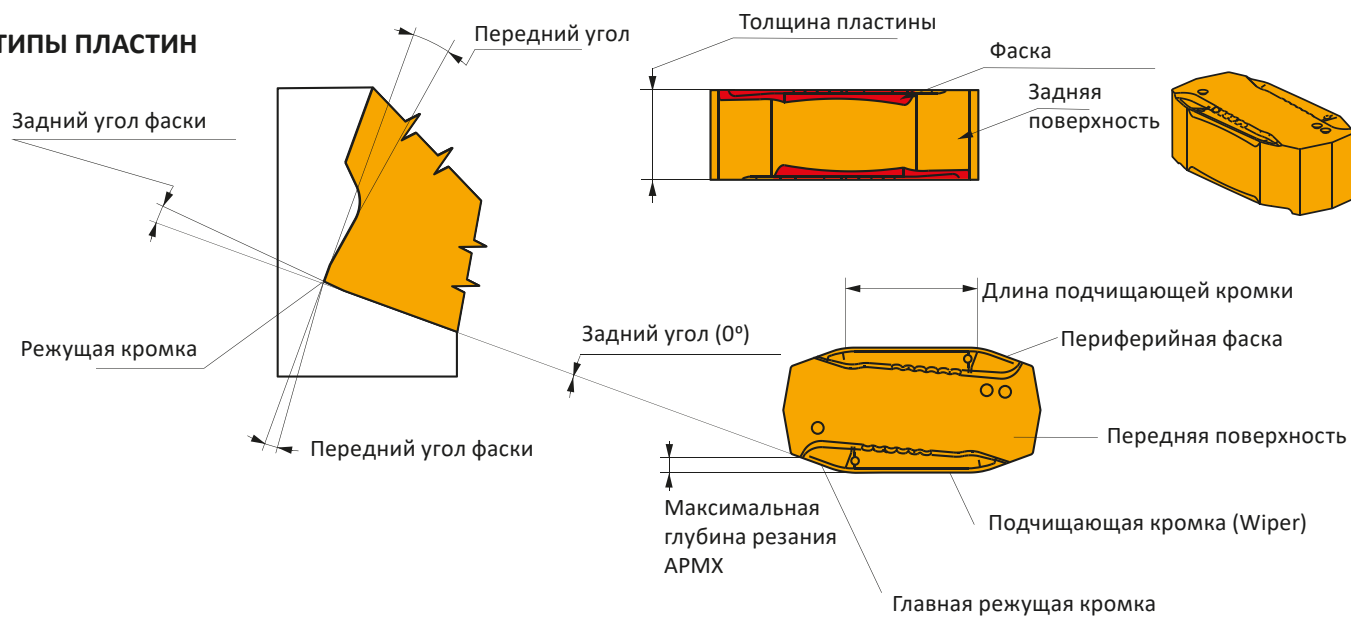 ТИПЫ ПЛАСТИН
Передний угол
Задний угол фаски
Режущая кромка
Передний угол фаски
Толщина пластины
Фаска
Задняя
поверхность
Задний угол (0º)
Длина подчищающей кромки
Периферийная фаска
Передняя поверхность
Подчищающая кромка (Wiper)
Максимальная
глубина резания
APMX
Главная режущая кромка